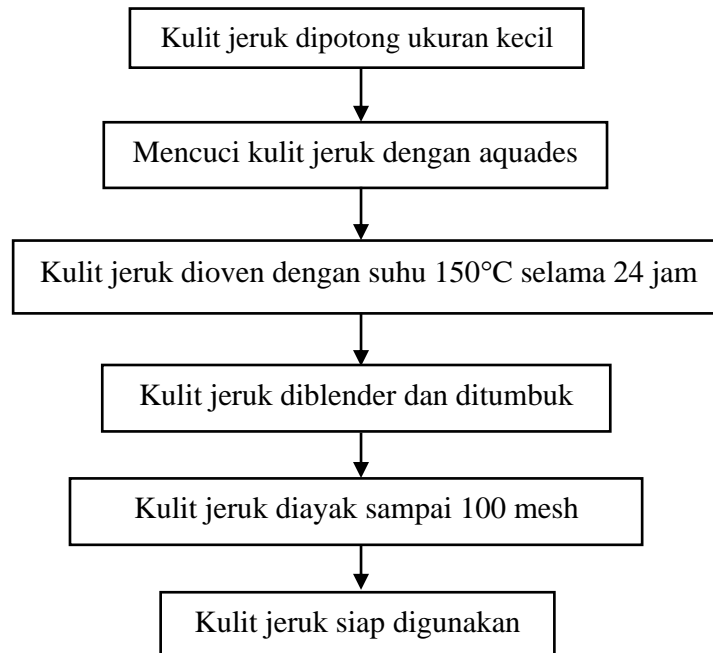 Kulit jeruk dipotong ukuran kecil
Mencuci kulit jeruk dengan aquades
Kulit jeruk dioven dengan suhu 150°C selama 24 jam
Kulit jeruk diblender dan ditumbuk
Kulit jeruk diayak sampai 100 mesh
Kulit jeruk siap digunakan